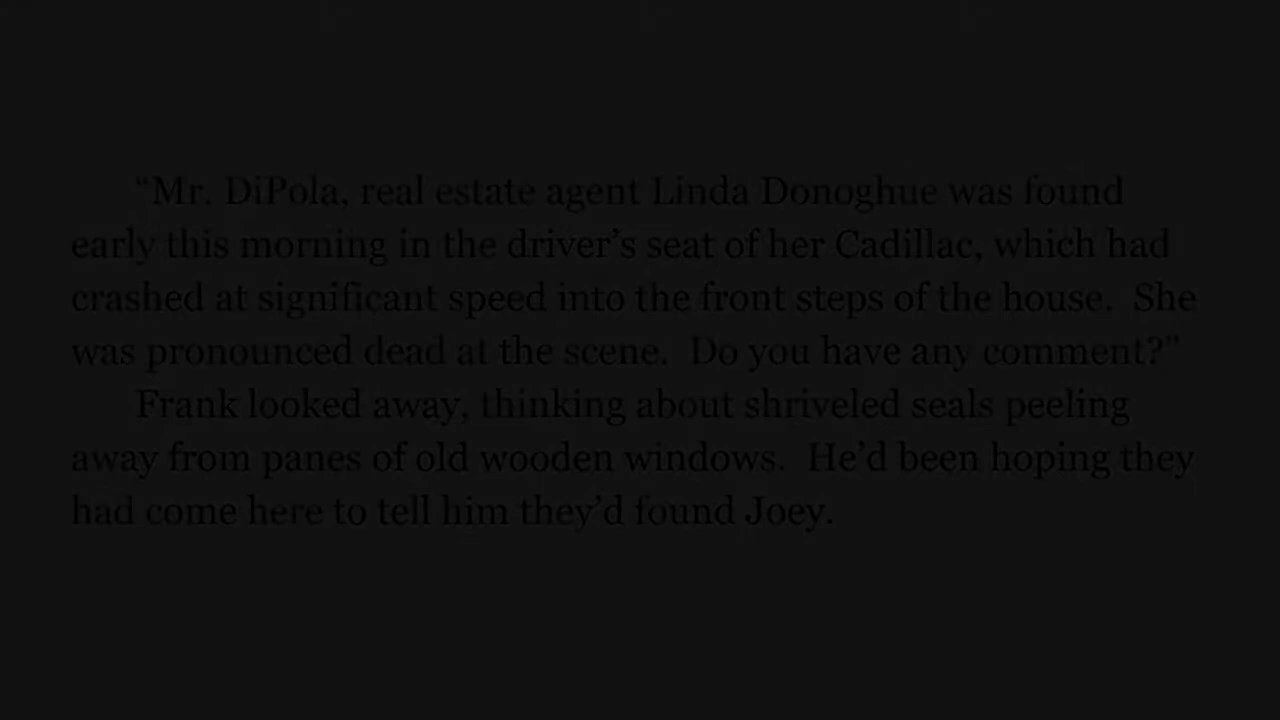 “Mr. DiPola, real estate agent Linda Donoghue was found
early this morning in the driver’s seat of her Cadillac, which had
crashed at significant speed into the front steps of the house.  She
was pronounced dead at the scene.  Do you have any comment?”
Frank looked away, thinking about shriveled seals peeling
away from panes of old wooden windows.  He’d been hoping they
had come here to tell him they’d found Joey.